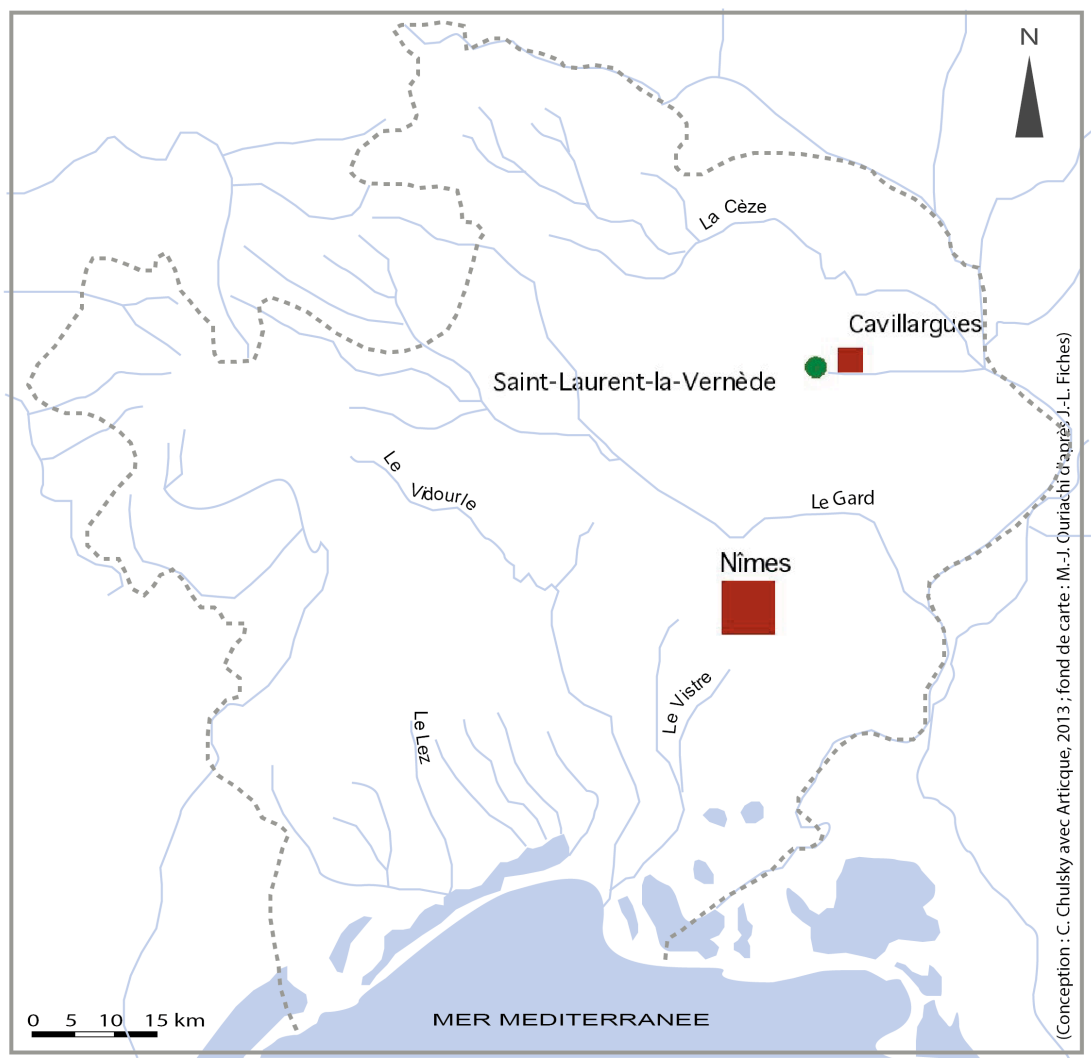 N
La Cèze
Cavillargues
Saint-Laurent-la-Vernède
Le Vidourle
Le Gard
Nîmes
Le Vistre
Le Lez
0 5 10 15 km
MER MEDITERRANEE
(Conception : C. Chulsky avec Articque, 2013 ; fond de carte : M.-J. Ouriachi d'après J.-L. Fiches)